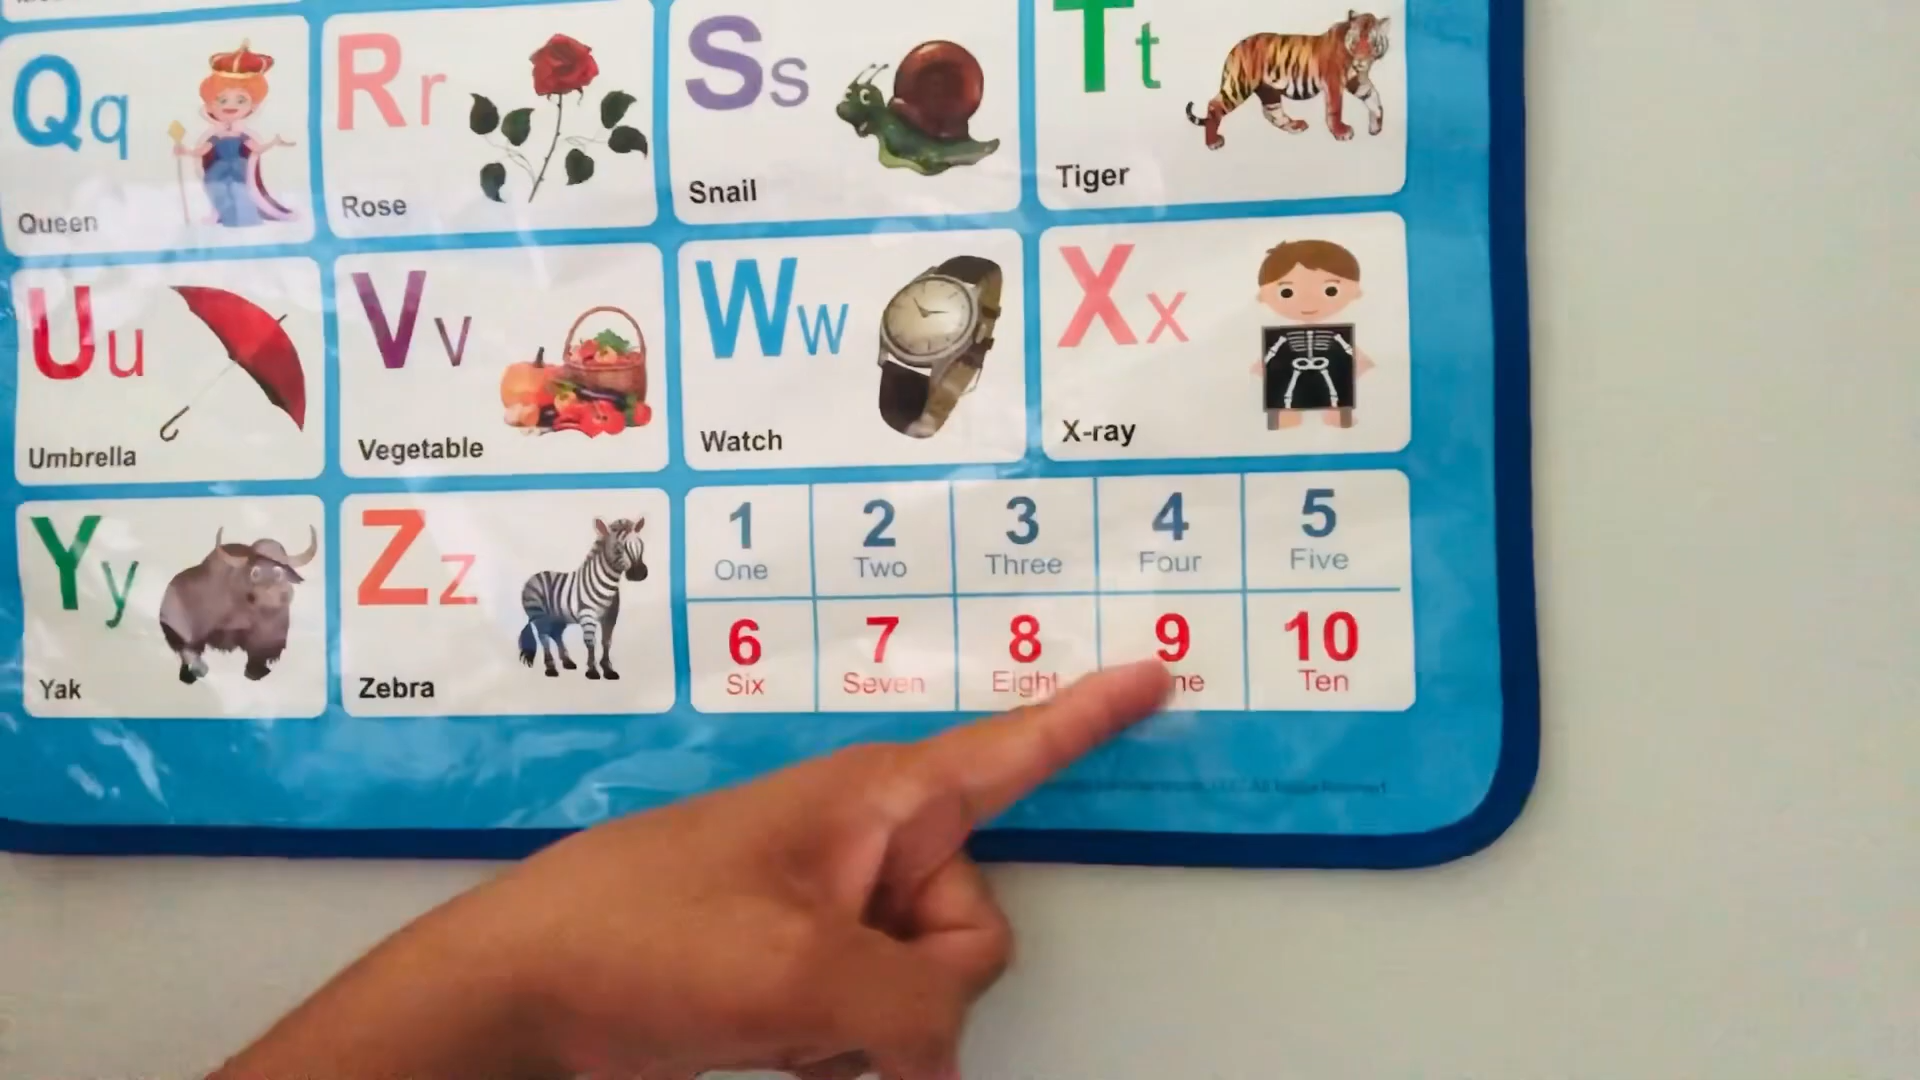 Qq
Queen
Rr
Rose
Ss
Snail
Tt
Tiger
Uu
Umbrella
Vv
Vegetable
Ww
Watch
Xx
X-ray
Yy
Yak
Zz
Zebra
1 2 3 4 5
One Two Three Four Five
6 7 8 9 10
Six Seven Eight ne Ten